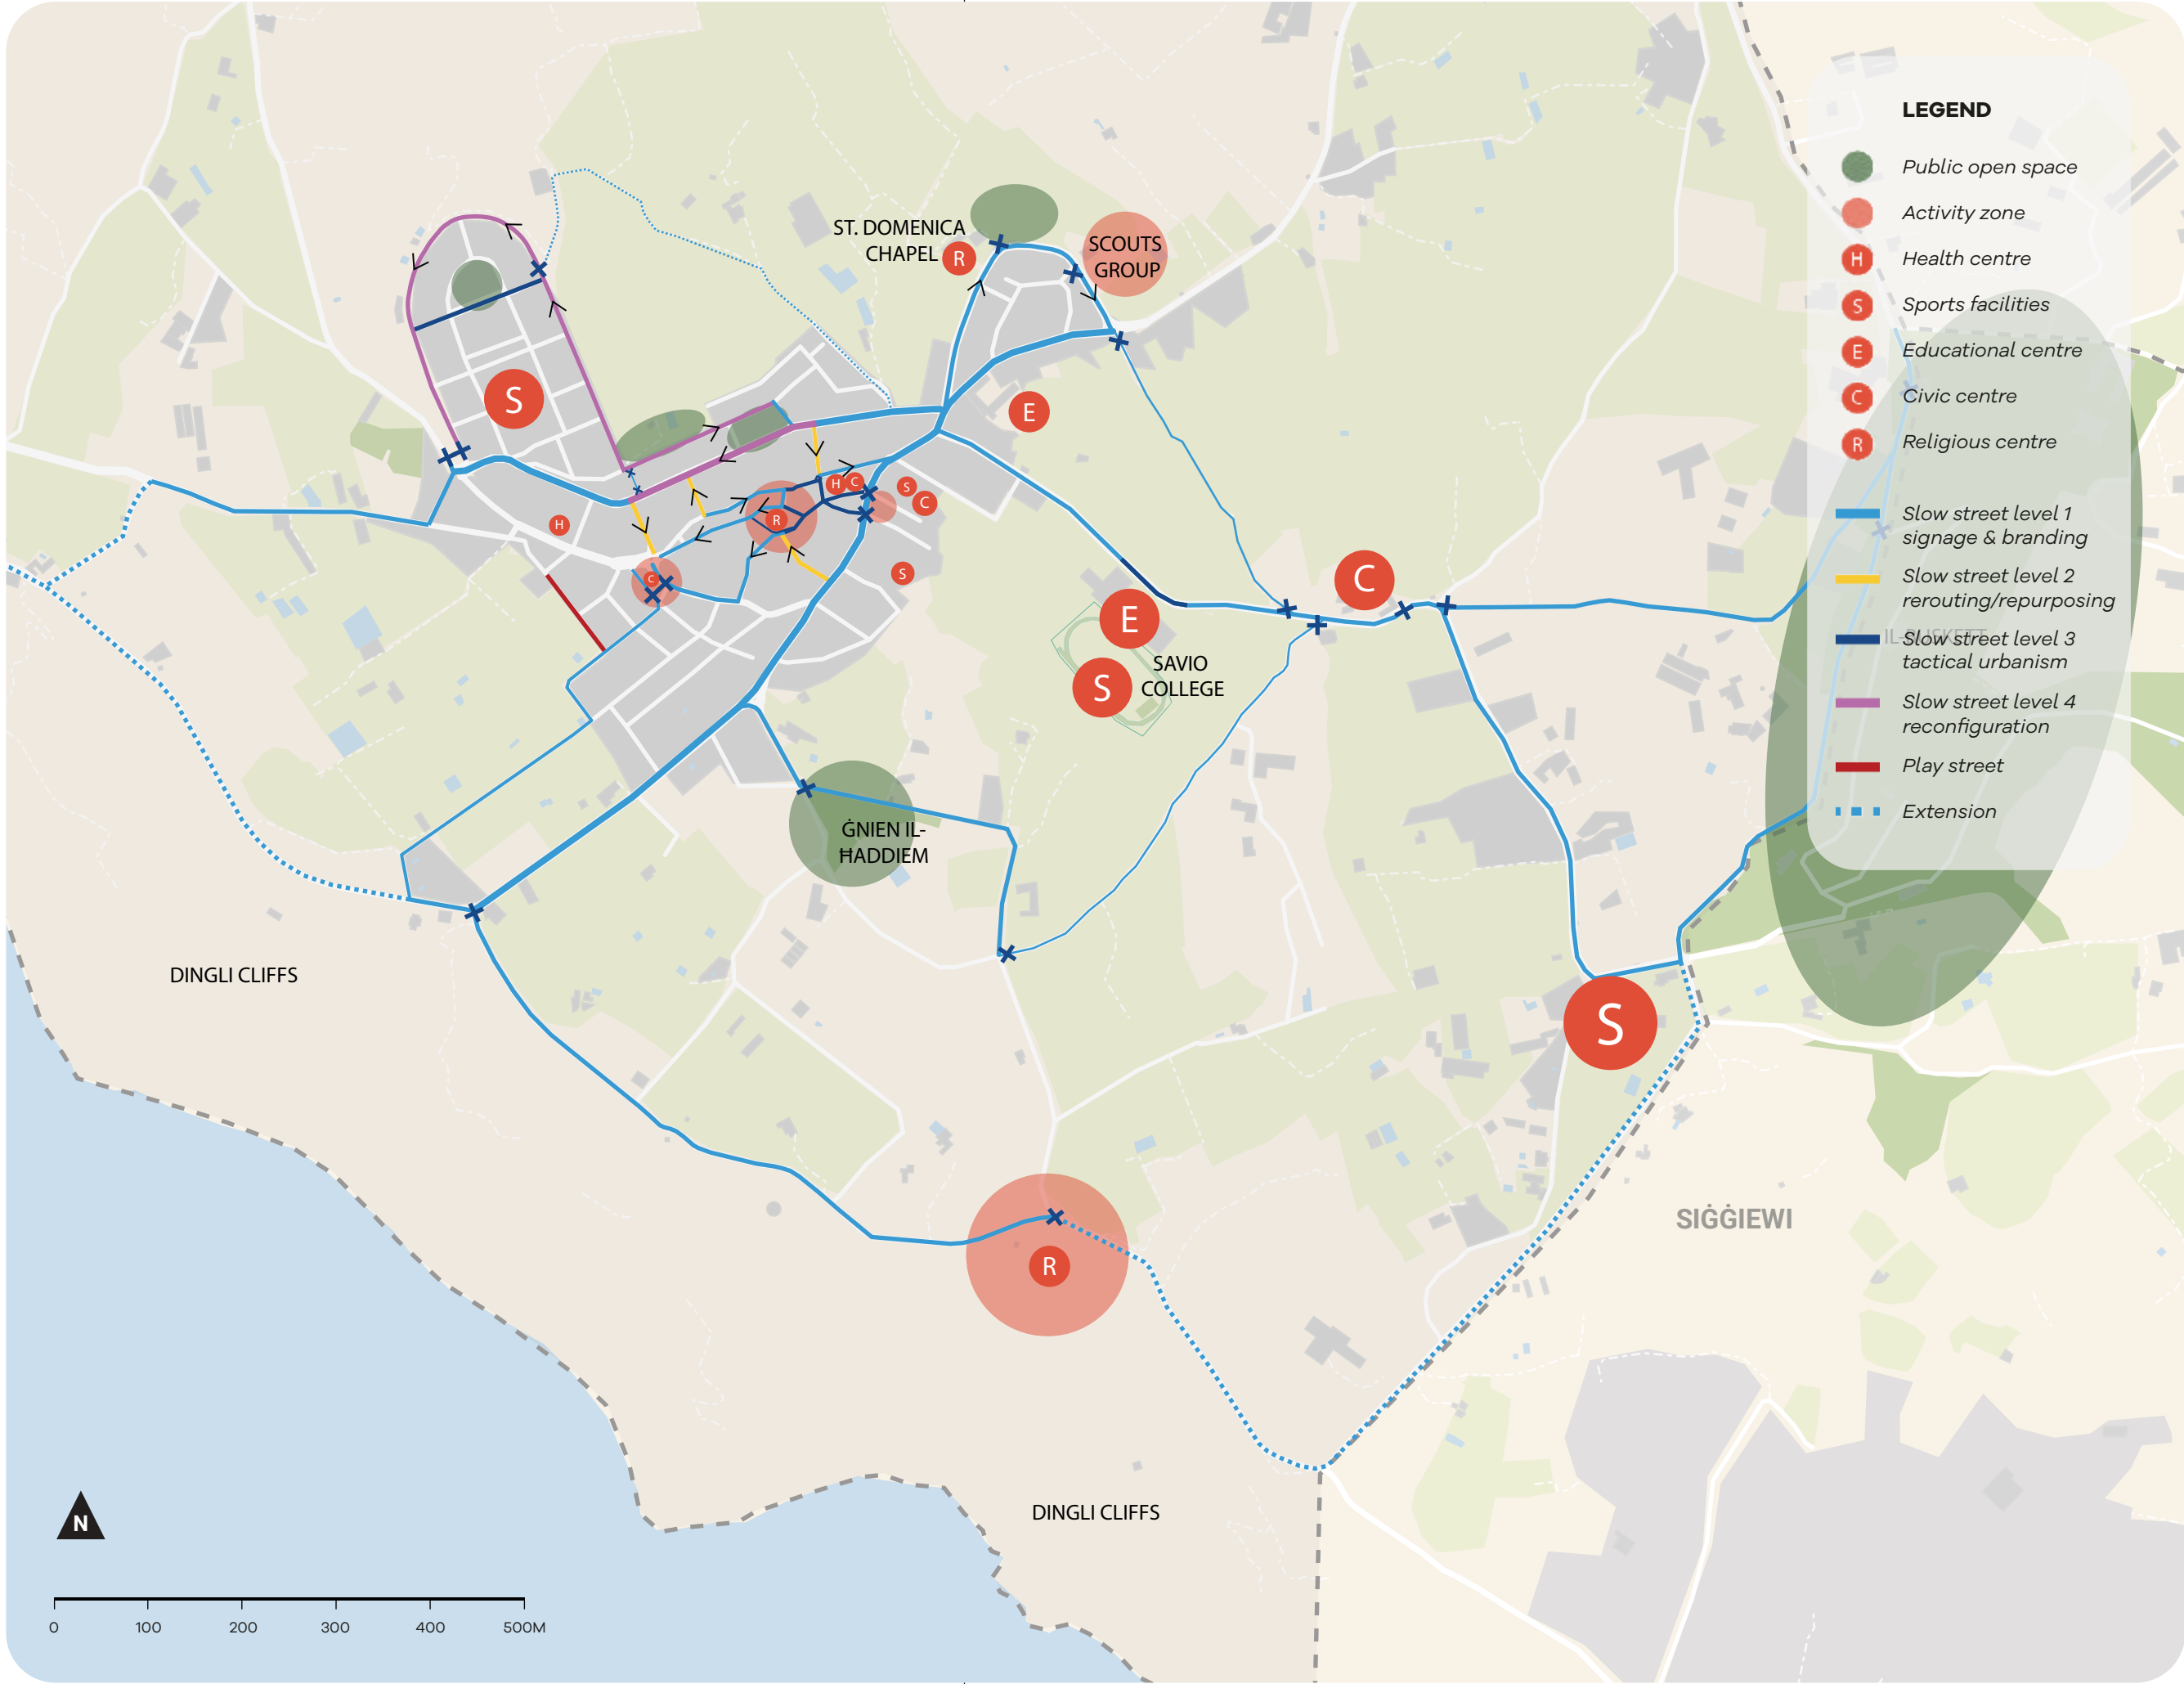 ST. DOMENICA
CHAPEL
R
SCOUTS
GROUP
S
E
H
C
S
C
H
R
S
C
C
E
S
SAVIO
COLLEGE
ĠNIEN IL-
ĦADDIEM
DINGLI CLIFFS
S
R
SIĠĠIEWI
DINGLI CLIFFS
N
0 100 200 300 400 500M
LEGEND
Public open space
Activity zone
H Health centre
S Sports facilities
E Educational centre
C Civic centre
R Religious centre
Slow street level 1
signage & branding
Slow street level 2
rerouting/repurposing
Slow street level 3
tactical urbanism
Slow street level 4
reconfiguration
Play street
Extension